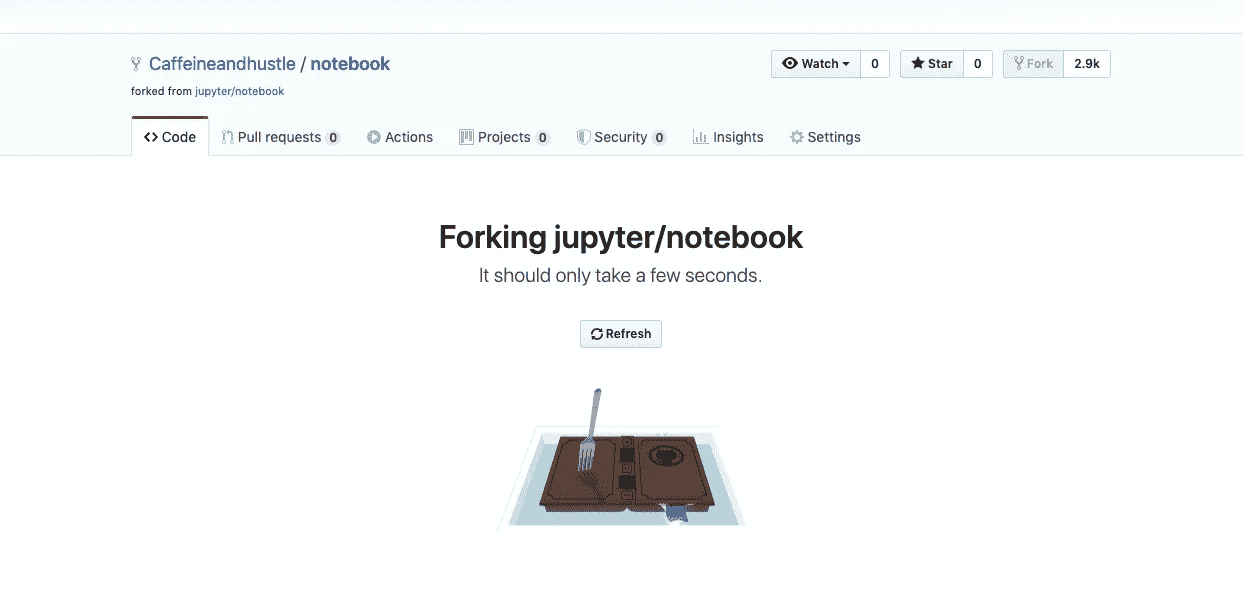 Caffeineandhustle / notebook
Watch 0 Star 0 Fork 2.9k
forked from jupyter/notebook
Code Pull requests 0 Actions Projects 0 Security 0 Insights Settings
Forking jupyter/notebook
It should only take a few seconds.
Refresh